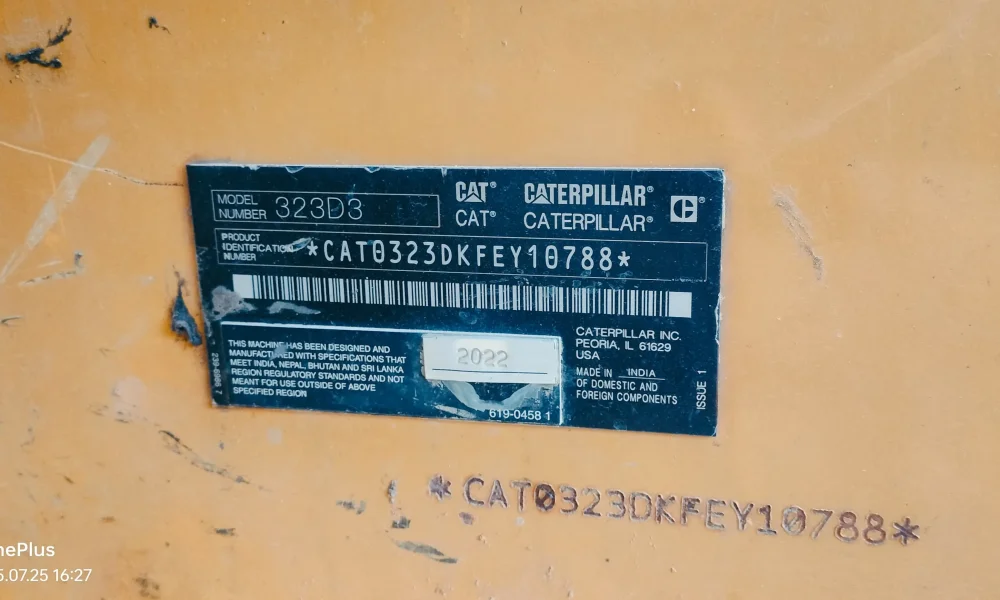 MODEL NUMBER 323D3
CAT® CATERPILLAR®
CAT® CATERPILLAR®
PRODUCT IDENTIFICATION NUMBER *CAT0323DKFEY10788*
THIS MACHINE HAS BEEN DESIGNED AND
MANUFACTURED WITH SPECIFICATIONS THAT
MEET INDIA, NEPAL, BHUTAN AND SRI LANKA
REGION REGULATORY STANDARDS AND NOT
MEANT FOR USE OUTSIDE OF ABOVE
SPECIFIED REGION
2022
619-0458 1
CATERPILLAR INC.
PEORIA, IL 61629
USA
MADE IN INDIA
OF DOMESTIC AND
FOREIGN COMPONENTS
ISSUE 1
*CAT0323DKFEY10788*
nePlus
5.07.25 16:27